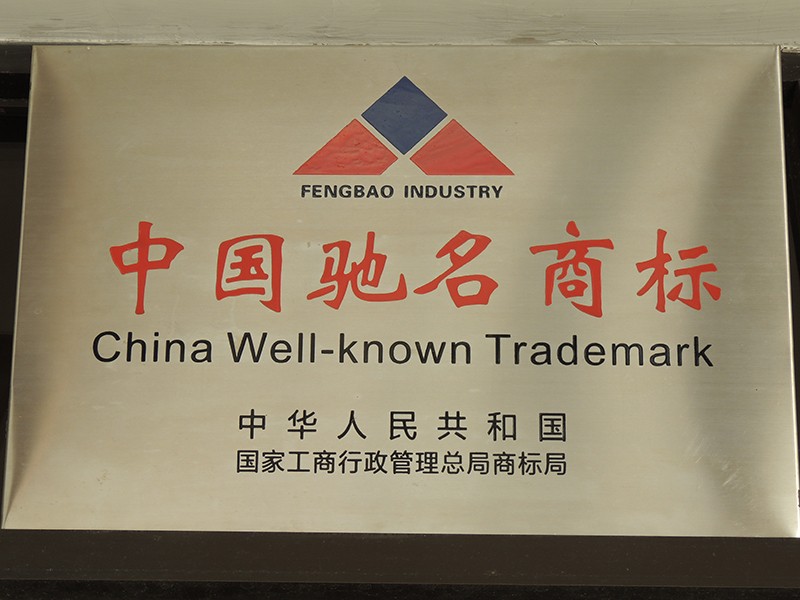 FENGBAO INDUSTRY
中国驰名商标
China Well-known Trademark
中华人民共和国
国家工商行政管理总局商标局